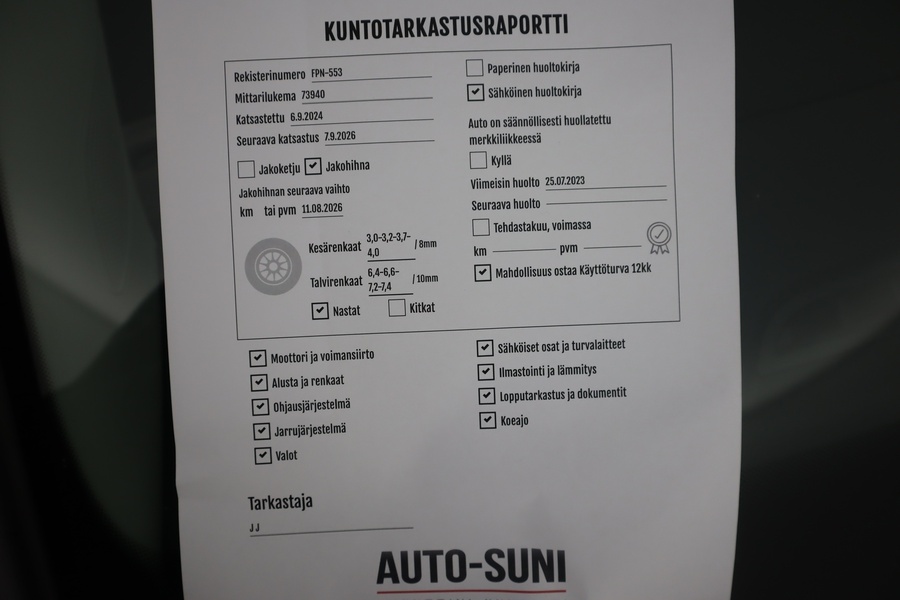 KUNTOTARKASTUSRAPORTTI
Rekisterinumero FPN-553
Mittarilukema 73940
Katsastettu 6.9.2024
Seuraava katsastus 7.9.2026
Jakoketju Jakohihna
Jakohihnan seuraava vaihto
km tai pvm 11.08.2026
Kesärenkaat 3,0-3,2-3,7-
4,0 / 8mm
Talvirenkaat 6,4-6,6-
7,2-7,4 / 10mm
Nastat Kitkat
Paperinen huoltokirja
Sähköinen huoltokirja
Auto on säännöllisesti huollatettu
merkkiliikkeessä
Kyllä
Viimeisin huolto 25.07.2023
Seuraava huolto
Tehdastakuu, voimassa
km pvm
Mahdollisuus ostaa Käyttöturva 12kk
Moottori ja voimansiirto
Alusta ja renkaat
Ohjausjärjestelmä
Jarrujärjestelmä
Valot
Sähköiset osat ja turvalaitteet
Ilmastointi ja lämmitys
Lopputarkastus ja dokumentit
Koeajo
Tarkastaja
JJ
AUTO-SUNI